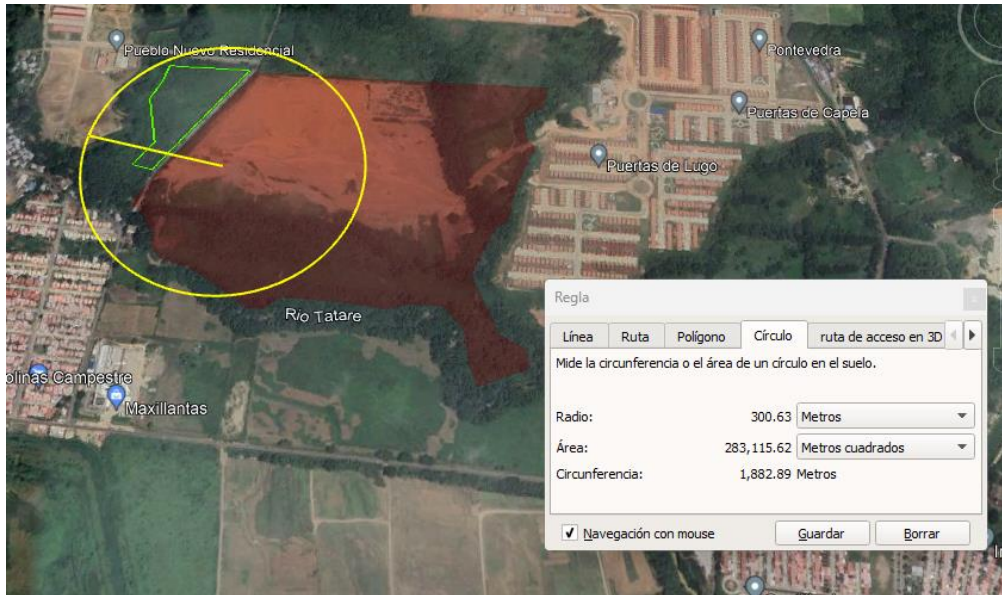 Pueblo Nuevo Residencial
Pontevedra
Puertas de Capela
Puertas de Lugo
Río Tatare
olinas Campestre
Maxillantas
Regla
Línea
Ruta
Polígono
Círculo
ruta de acceso en 3D
Mide la circunferencia o el área de un círculo en el suelo.
Radio: 300.63 Metros
Área: 283,115.62 Metros cuadrados
Circunferencia: 1,882.89 Metros
Navegación con mouse
Guardar
Borrar